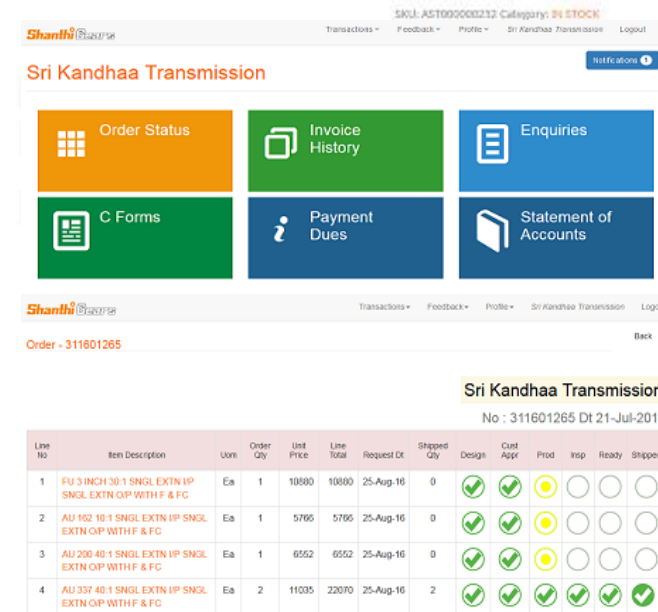 SKU: AST000000232 Category: IN STOCK
Shanthi Gears Transactions Feedback Profile Sri Kandhaa Transmission Logout
Notifications 1
Sri Kandhaa Transmission
Order Status
Invoice
History
Enquiries
C Forms
Payment
Dues
Statement of
Accounts
Shanthi Gears Transactions Feedback Profile Sri Kandhaa Transmission Logo
Back
Order - 311601265
Sri Kandhaa Transmission
No : 311601265 Dt 21-Jul-201
Line No Item Description Uom Order Qty Unit Price Line Total Request Dt Shipped Qty Design Cust Appr Prod Insp Ready Shipped
1 FU 3 INCH 30:1 SNGL EXTN I/P Ea 1 10880 10880 25-Aug-16 0
SNGL EXTN O/P WITH F & FC
2 AU 162 10:1 SNGL EXTN I/P SNGL Ea 1 5766 5766 25-Aug-16 0
EXTN O/P WITH F & FC
3 AU 200 40:1 SNGL EXTN I/P SNGL Ea 1 6552 6552 25-Aug-16 0
EXTN O/P WITH F & FC
4 AU 337 40:1 SNGL EXTN I/P SNGL Ea 2 11035 22070 25-Aug-16 2
EXTN O/P WITH F & FC